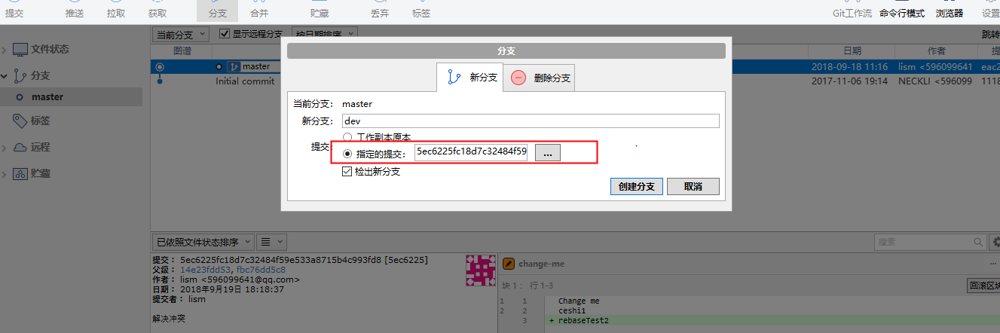 提交 推送 拉取 获取 分支 合并 贮藏 丢弃 标签 Git工作流 命令行模式 浏览器 设置
当前分支 显示远程分支 按日期排序 跳转
图谱 日期 作者 提
master 2018-09-18 11:16 lism <596099641 eac2
Initial commit 2017-11-06 19:14 NECKLI <596099 1118
文件状态
分支
master
标签
远程
贮藏
分支
新分支 删除分支
当前分支: master
新分支: dev
提交:
工作副本原本
指定的提交: 5ec6225fc18d7c32484f59 ...
检出新分支
创建分支 取消
已依照文件状态排序 搜索
提交: 5ec6225fc18d7c32484f59e533a8715b4c993fd8 [5ec6225]
父级: 14e23fdd53, fbc76dd5c8
作者: lism <596099641@qq.com>
日期: 2018年9月19日 18:18:37
提交者: lism
解决冲突
change-me ...
块 1: 行 1-3 回滚区块
1 1 Change me
2 2 ceshi1
3 + rebaseTest2